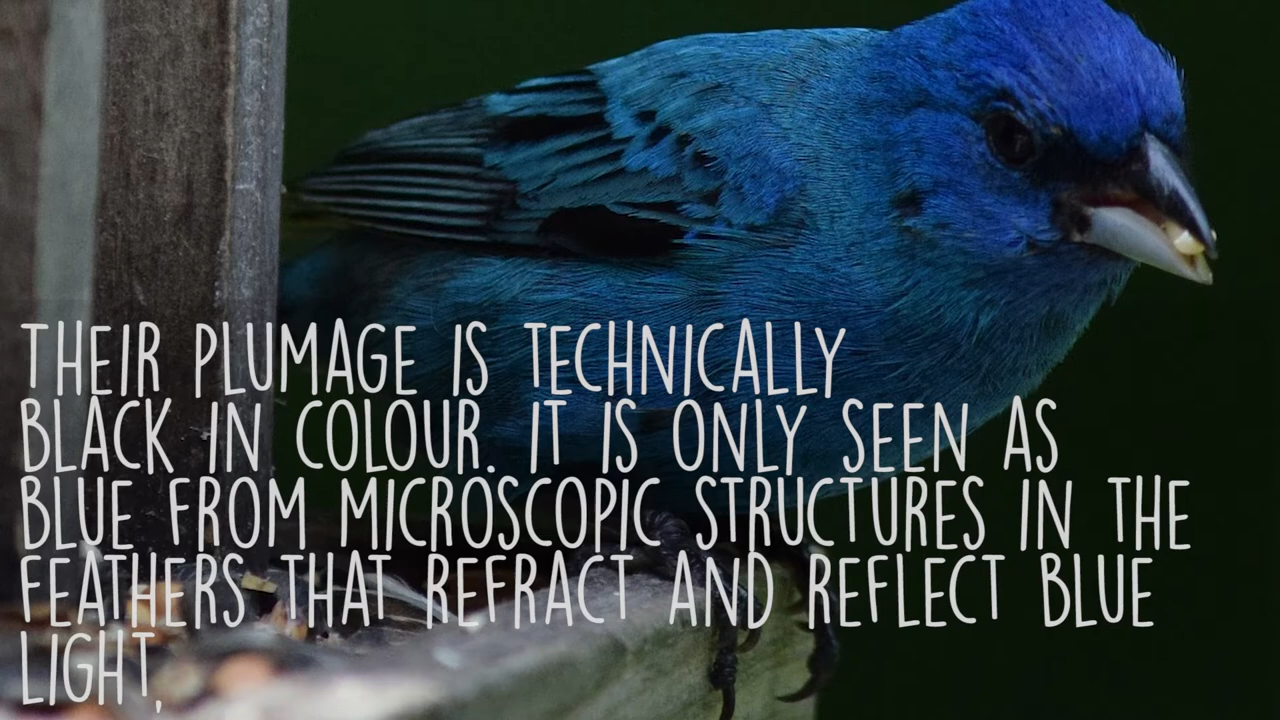 THEIR PLUMAGE IS TECHNICALLY
BLACK IN COLOUR. IT IS ONLY SEEN AS
BLUE FROM MICROSCOPIC STRUCTURES IN THE
FEATHERS THAT REFRACT AND REFLECT BLUE
LIGHT,